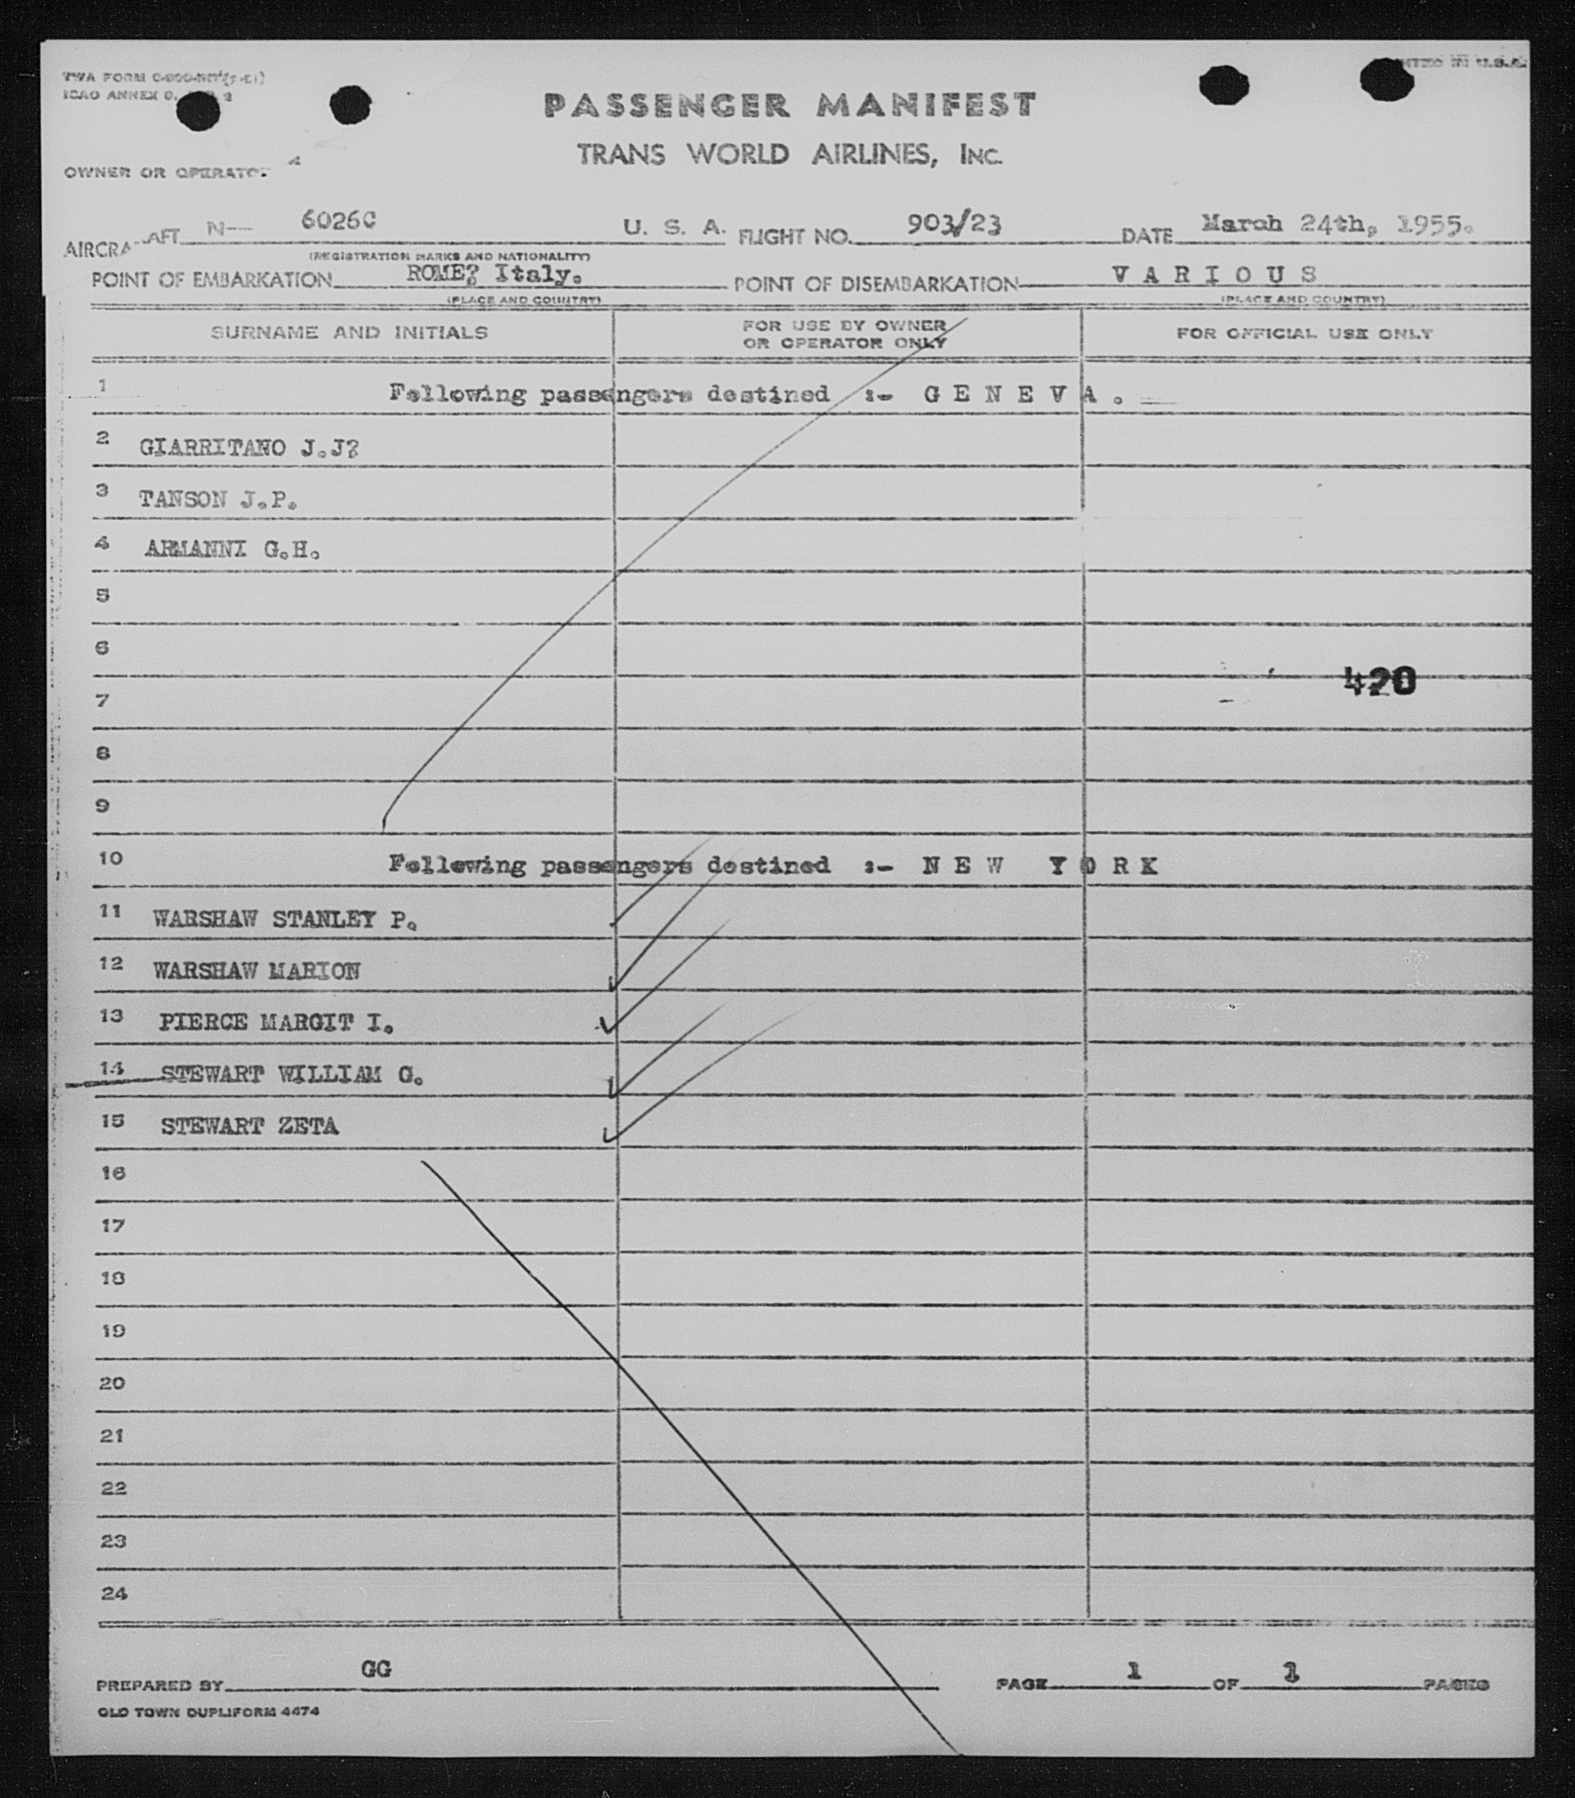 TWA FORM
ICAO ANNEX 9,
PRINTED IN U.S.A.
PASSENGER MANIFEST
TRANS WORLD AIRLINES, INC.
OWNER OR OPERATOR
AIRCRAFT N-- 6026C U. S. A. FLIGHT NO. 903/23 DATE March 24th, 1955.
(REGISTRATION MARKS AND NATIONALITY)
POINT OF EMBARKATION ROME? Italy. POINT OF DISEMBARKATION V A R I O U S
(PLACE AND COUNTRY) (PLACE AND COUNTRY)
SURNAME AND INITIALS FOR USE BY OWNER OR OPERATOR ONLY FOR OFFICIAL USE ONLY
1 Following passengers destined :- G E N E V A .
2 GIARRITANO J.J?
3 TANSON J.P.
4 ARMANNI G.H.
5
6
420
7
8
9
10 Following passengers destined :- N E W Y O R K
11 WARSHAW STANLEY P.
12 WARSHAW MARION
13 PIERCE MARGIT I.
14 STEWART WILLIAM G.
15 STEWART ZETA
16
17
18
19
20
21
22
23
24
PREPARED BY GG PAGE 1 OF 1 PAGES
OLD TOWN DUPLIFORM 4474